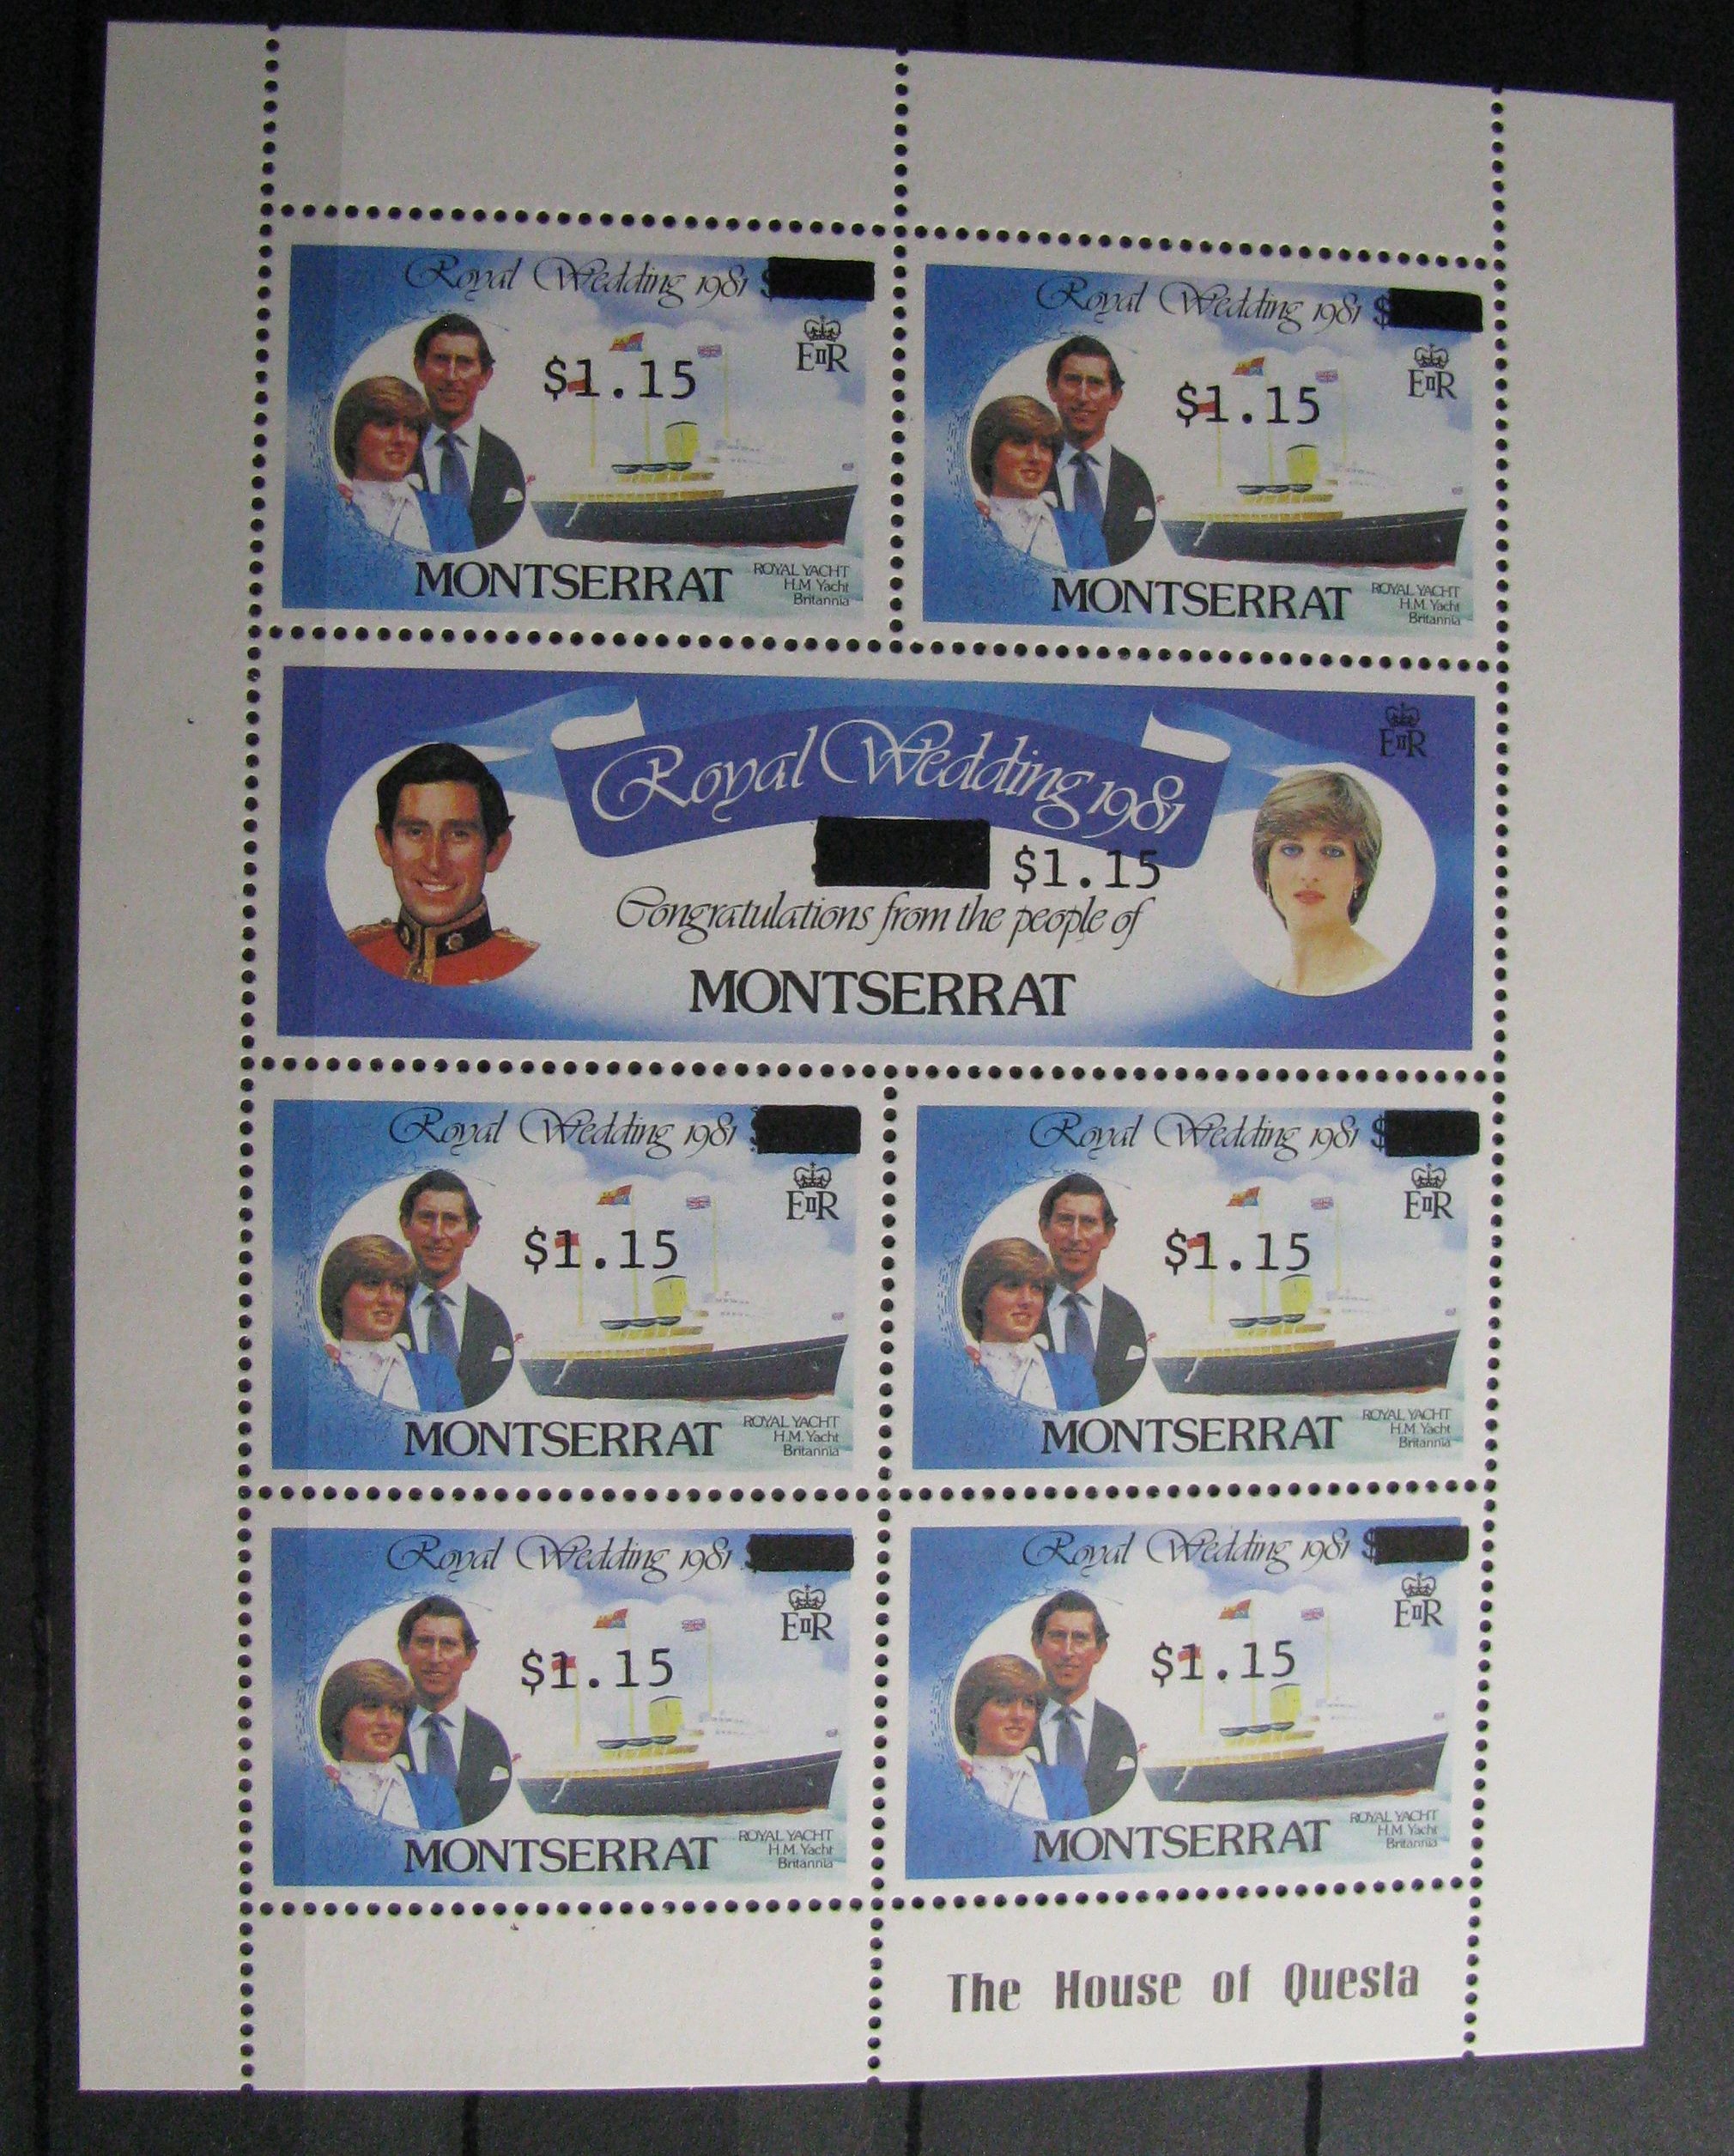 Royal Wedding 1981 $
EIIR
$1.15
MONTSERRAT
ROYAL YACHT
H.M. Yacht
Britannia
Royal Wedding 1981 $
EIIR
$1.15
MONTSERRAT
ROYAL YACHT
H.M. Yacht
Britannia
EIIR
Royal Wedding 1981
$1.15
Congratulations from the people of
MONTSERRAT
Royal Wedding 1981 $
EIIR
$1.15
MONTSERRAT
ROYAL YACHT
H.M. Yacht
Britannia
Royal Wedding 1981 $
EIIR
$1.15
MONTSERRAT
ROYAL YACHT
H.M. Yacht
Britannia
Royal Wedding 1981 $
EIIR
$1.15
MONTSERRAT
ROYAL YACHT
H.M. Yacht
Britannia
Royal Wedding 1981 $
EIIR
$1.15
MONTSERRAT
ROYAL YACHT
H.M. Yacht
Britannia
The House of Questa